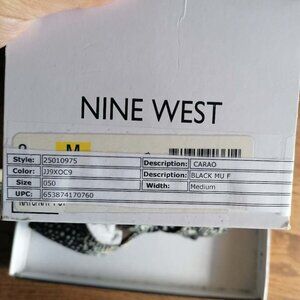 NINE WEST
M
Style: 25010975 Description: CARAO
Color: JJ9XOC9 Description: BLACK MU F
Size 050 Width: Medium
UPC: 653874170760